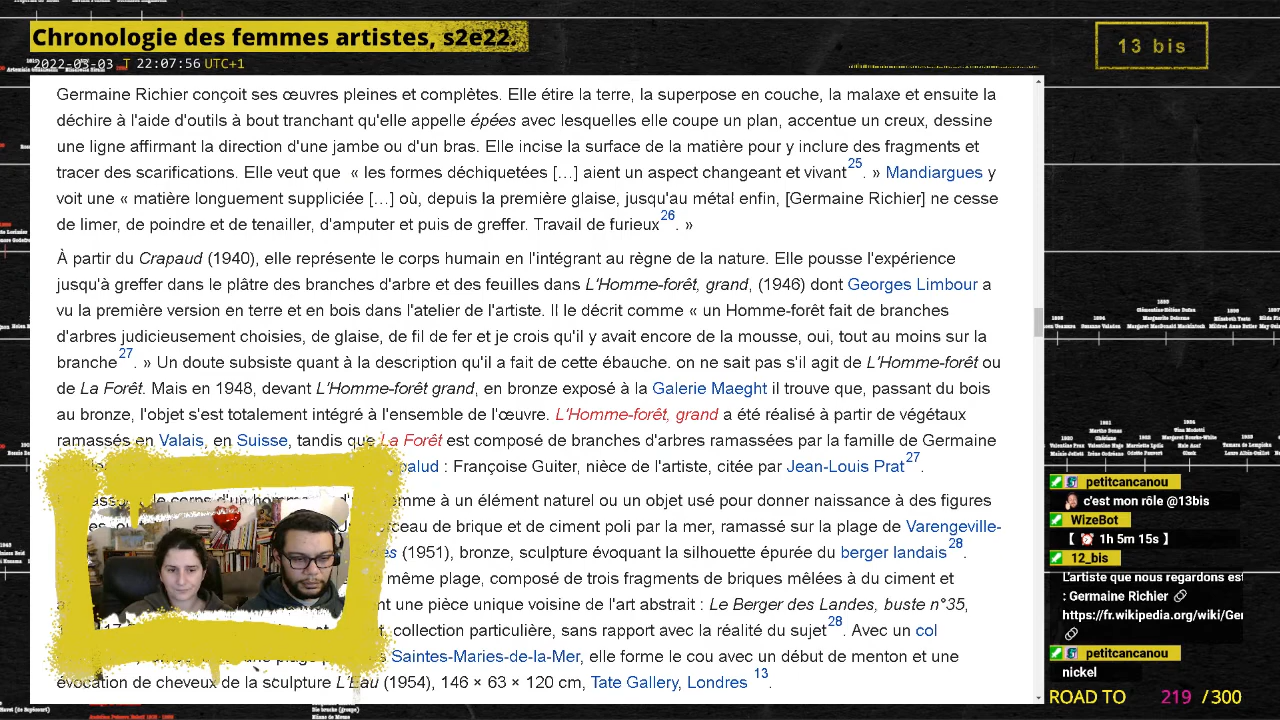 Chronologie des femmes artistes, s2e22.
2022-03-03 T 22:07:56 UTC+1
13 bis
Germaine Richier conçoit ses œuvres pleines et complètes. Elle étire la terre, la superpose en couche, la malaxe et ensuite la
déchire à l'aide d'outils à bout tranchant qu'elle appelle épées avec lesquelles elle coupe un plan, accentue un creux, dessine
une ligne affirmant la direction d'une jambe ou d'un bras. Elle incise la surface de la matière pour y inclure des fragments et
tracer des scarifications. Elle veut que « les formes déchiquetées [...] aient un aspect changeant et vivant25. » Mandiargues y
voit une « matière longuement suppliciée [...] où, depuis la première glaise, jusqu'au métal enfin, [Germaine Richier] ne cesse
de limer, de poindre et de tenailler, d'amputer et puis de greffer. Travail de furieux26. »
À partir du Crapaud (1940), elle représente le corps humain en l'intégrant au règne de la nature. Elle pousse l'expérience
jusqu'à greffer dans le plâtre des branches d'arbre et des feuilles dans L'Homme-forêt, grand, (1946) dont Georges Limbour a
vu la première version en terre et en bois dans l'atelier de l'artiste. Il le décrit comme « un Homme-forêt fait de branches
d'arbres judicieusement choisies, de glaise, de fil de fer et je crois qu'il y avait encore de la mousse, oui, tout au moins sur la
branche27. » Un doute subsiste quant à la description qu'il a fait de cette ébauche. on ne sait pas s'il agit de L'Homme-forêt ou
de La Forêt. Mais en 1948, devant L'Homme-forêt grand, en bronze exposé à la Galerie Maeght il trouve que, passant du bois
au bronze, l'objet s'est totalement intégré à l'ensemble de l'œuvre. L'Homme-forêt, grand a été réalisé à partir de végétaux
ramassés en Valais, en Suisse, tandis que La Forêt est composé de branches d'arbres ramassées par la famille de Germaine
palud : Françoise Guiter, nièce de l'artiste, citée par Jean-Louis Prat27.
le corps d'un emme à un élément naturel ou un objet usé pour donner naissance à des figures
ceau de brique et de ciment poli par la mer, ramassé sur la plage de Varengeville-
es (1951), bronze, sculpture évoquant la silhouette épurée du berger landais28.
même plage, composé de trois fragments de briques mêlées à du ciment et
nt une pièce unique voisine de l'art abstrait : Le Berger des Landes, buste n°35,
collection particulière, sans rapport avec la réalité du sujet28. Avec un col
Saintes-Maries-de-la-Mer, elle forme le cou avec un début de menton et une
évocation de cheveux de la sculpture L'Eau (1954), 146 × 63 × 120 cm, Tate Gallery, Londres 13.
petitcancanou
c'est mon rôle @13bis
WizeBot
【 ⏰ 1h 5m 15s 】
12_bis
L'artiste que nous regardons est
: Germaine Richier 🔗
https://fr.wikipedia.org/wiki/Ger
🔗
petitcancanou
nickel
ROAD TO 219 /300